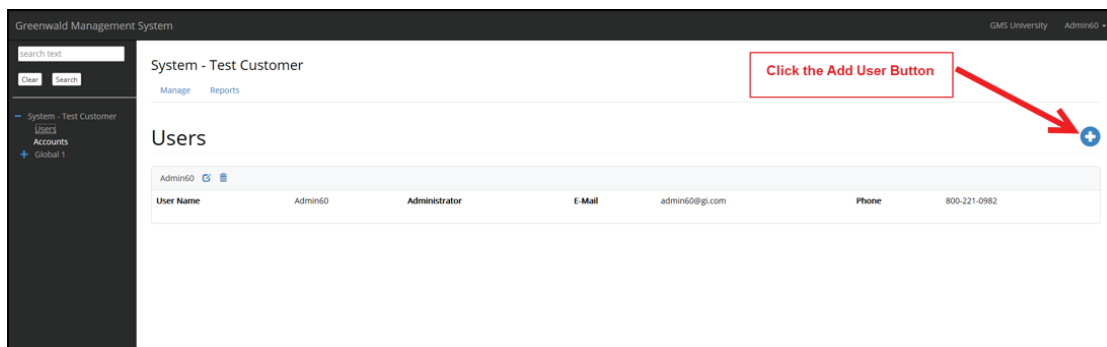 Greenwald Management System GMS University Admin60
search text
Clear Search
System - Test Customer
Users
Accounts
Global 1
System - Test Customer
Manage Reports
Click the Add User Button
Users
Admin60
User Name Admin60 Administrator E-Mail admin60@gi.com Phone 800-221-0982